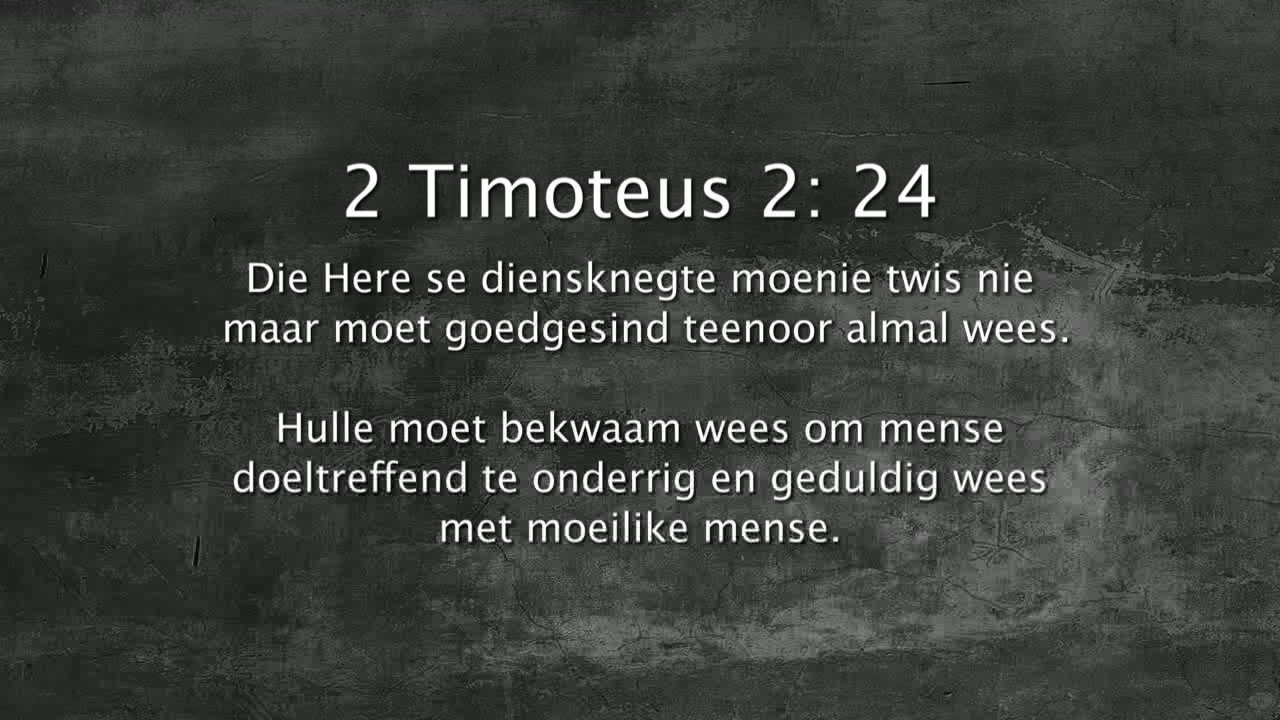 2 Timoteus 2: 24
Die Here se diensknegte moenie twis nie
maar moet goedgesind teenoor almal wees.
Hulle moet bekwaam wees om mense
doeltreffend te onderrig en geduldig wees
met moeilike mense.